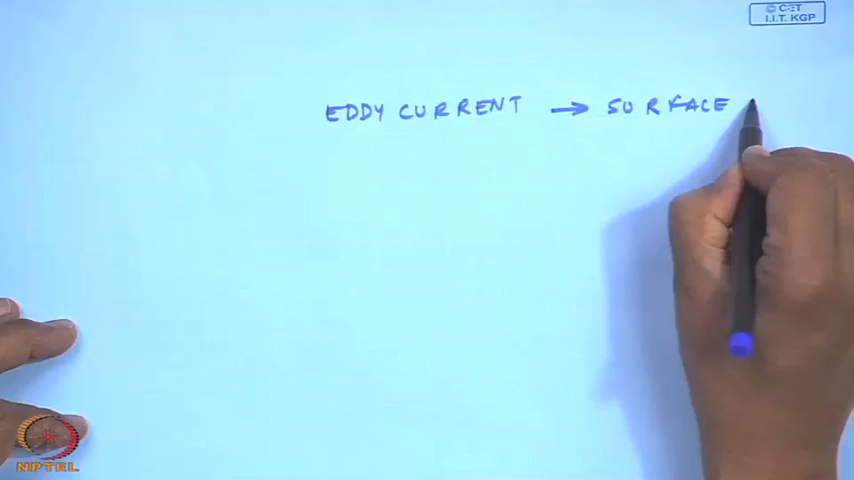 © CET
I.I.T. KGP
EDDY CURRENT → SURFACE
NPTEL